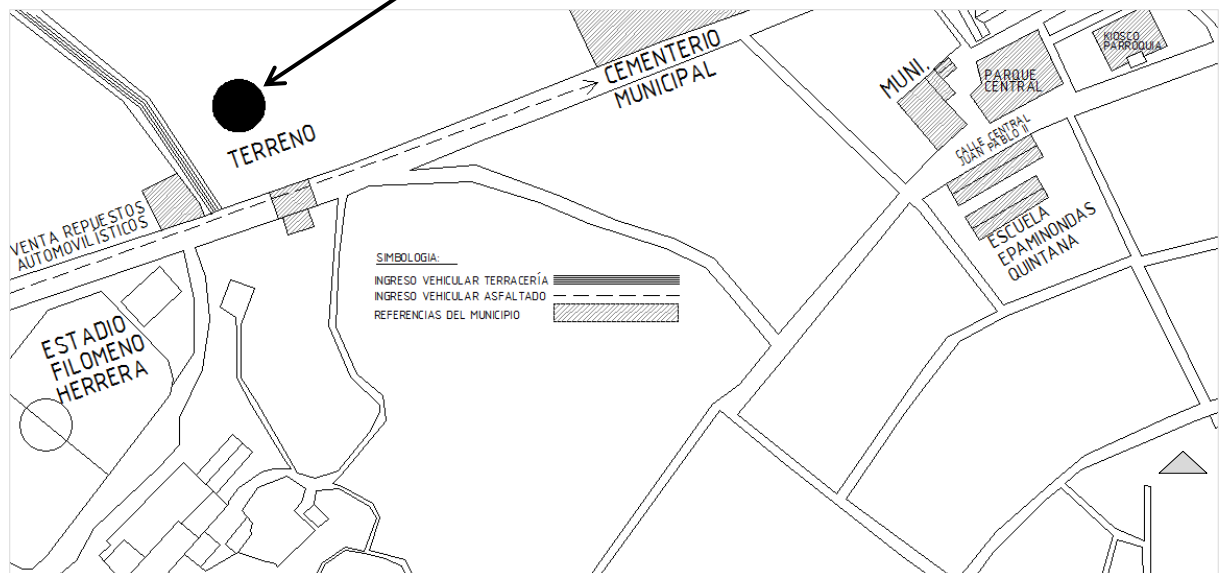 CEMENTERIO
MUNICIPAL
MUNI.
KIOSCO
PARROQUIA
PARQUE
CENTRAL
CALLE CENTRAL
JUAN PABLO II
TERRENO
VENTA REPUESTOS
AUTOMOVILÍSTICOS
ESCUELA
EPAMINONDAS
QUINTANA
SIMBOLOGIA:
INGRESO VEHICULAR TERRACERÍA
INGRESO VEHICULAR ASFALTADO
REFERENCIAS DEL MUNICIPIO
ESTADIO
FILOMENO
HERRERA